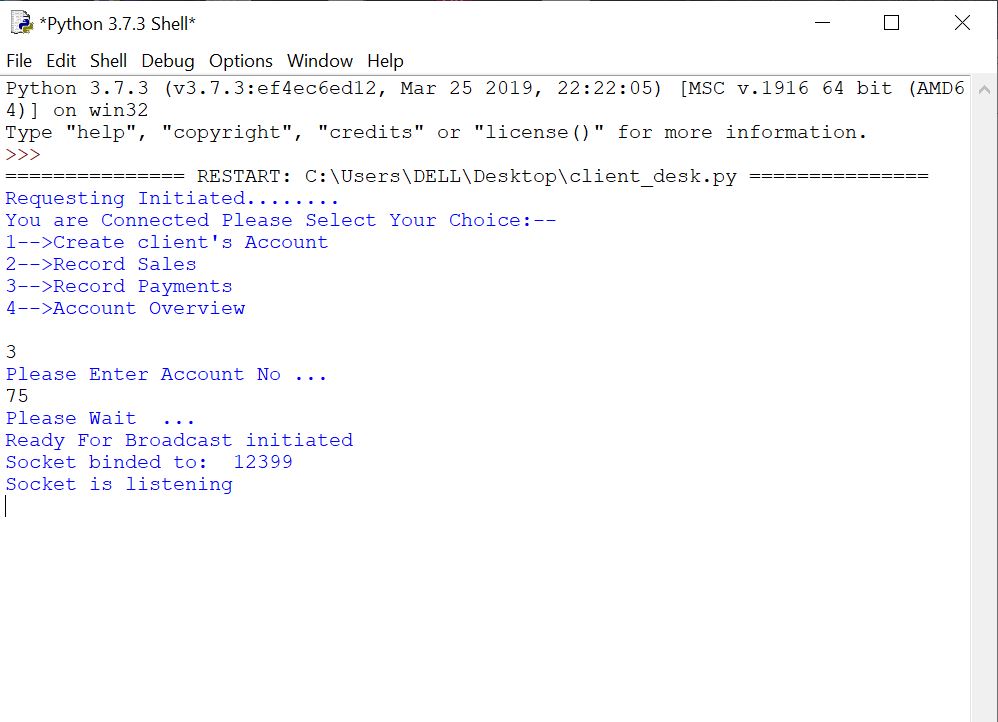 *Python 3.7.3 Shell*
File Edit Shell Debug Options Window Help
Python 3.7.3 (v3.7.3:ef4ec6ed12, Mar 25 2019, 22:22:05) [MSC v.1916 64 bit (AMD6
4)] on win32
Type "help", "copyright", "credits" or "license()" for more information.
>>>
=============== RESTART: C:\Users\DELL\Desktop\client_desk.py ===============
Requesting Initiated........
You are Connected Please Select Your Choice:--
1-->Create client's Account
2-->Record Sales
3-->Record Payments
4-->Account Overview
3
Please Enter Account No ...
75
Please Wait  ...
Ready For Broadcast initiated
Socket binded to:  12399
Socket is listening